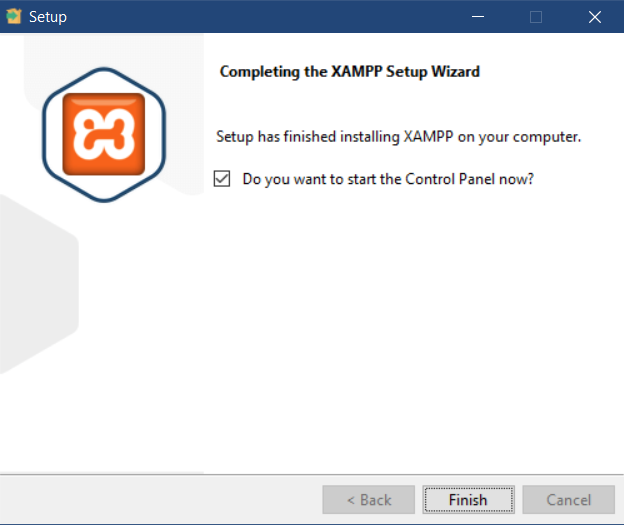 Setup
Completing the XAMPP Setup Wizard
Setup has finished installing XAMPP on your computer.
Do you want to start the Control Panel now?
< Back
Finish
Cancel